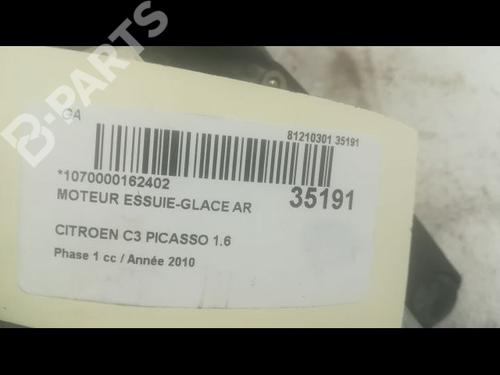 B-PARTS
GA
81210301 35191
*1070000162402
35191
MOTEUR ESSUIE-GLACE AR
CITROEN C3 PICASSO 1.6
Phase 1 cc / Année 2010